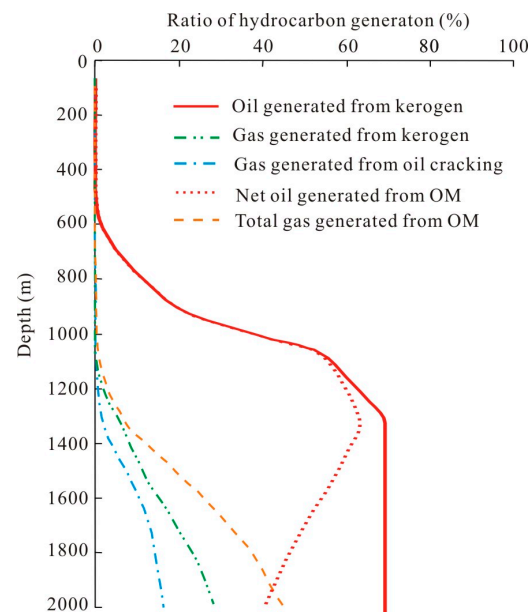 Ratio of hydrocarbon generaton (%)
0 20 40 60 80 100
0
200
400
600
800
1000
1200
1400
1600
1800
2000
Depth (m)
Oil generated from kerogen
Gas generated from kerogen
Gas generated from oil cracking
Net oil generated from OM
Total gas generated from OM